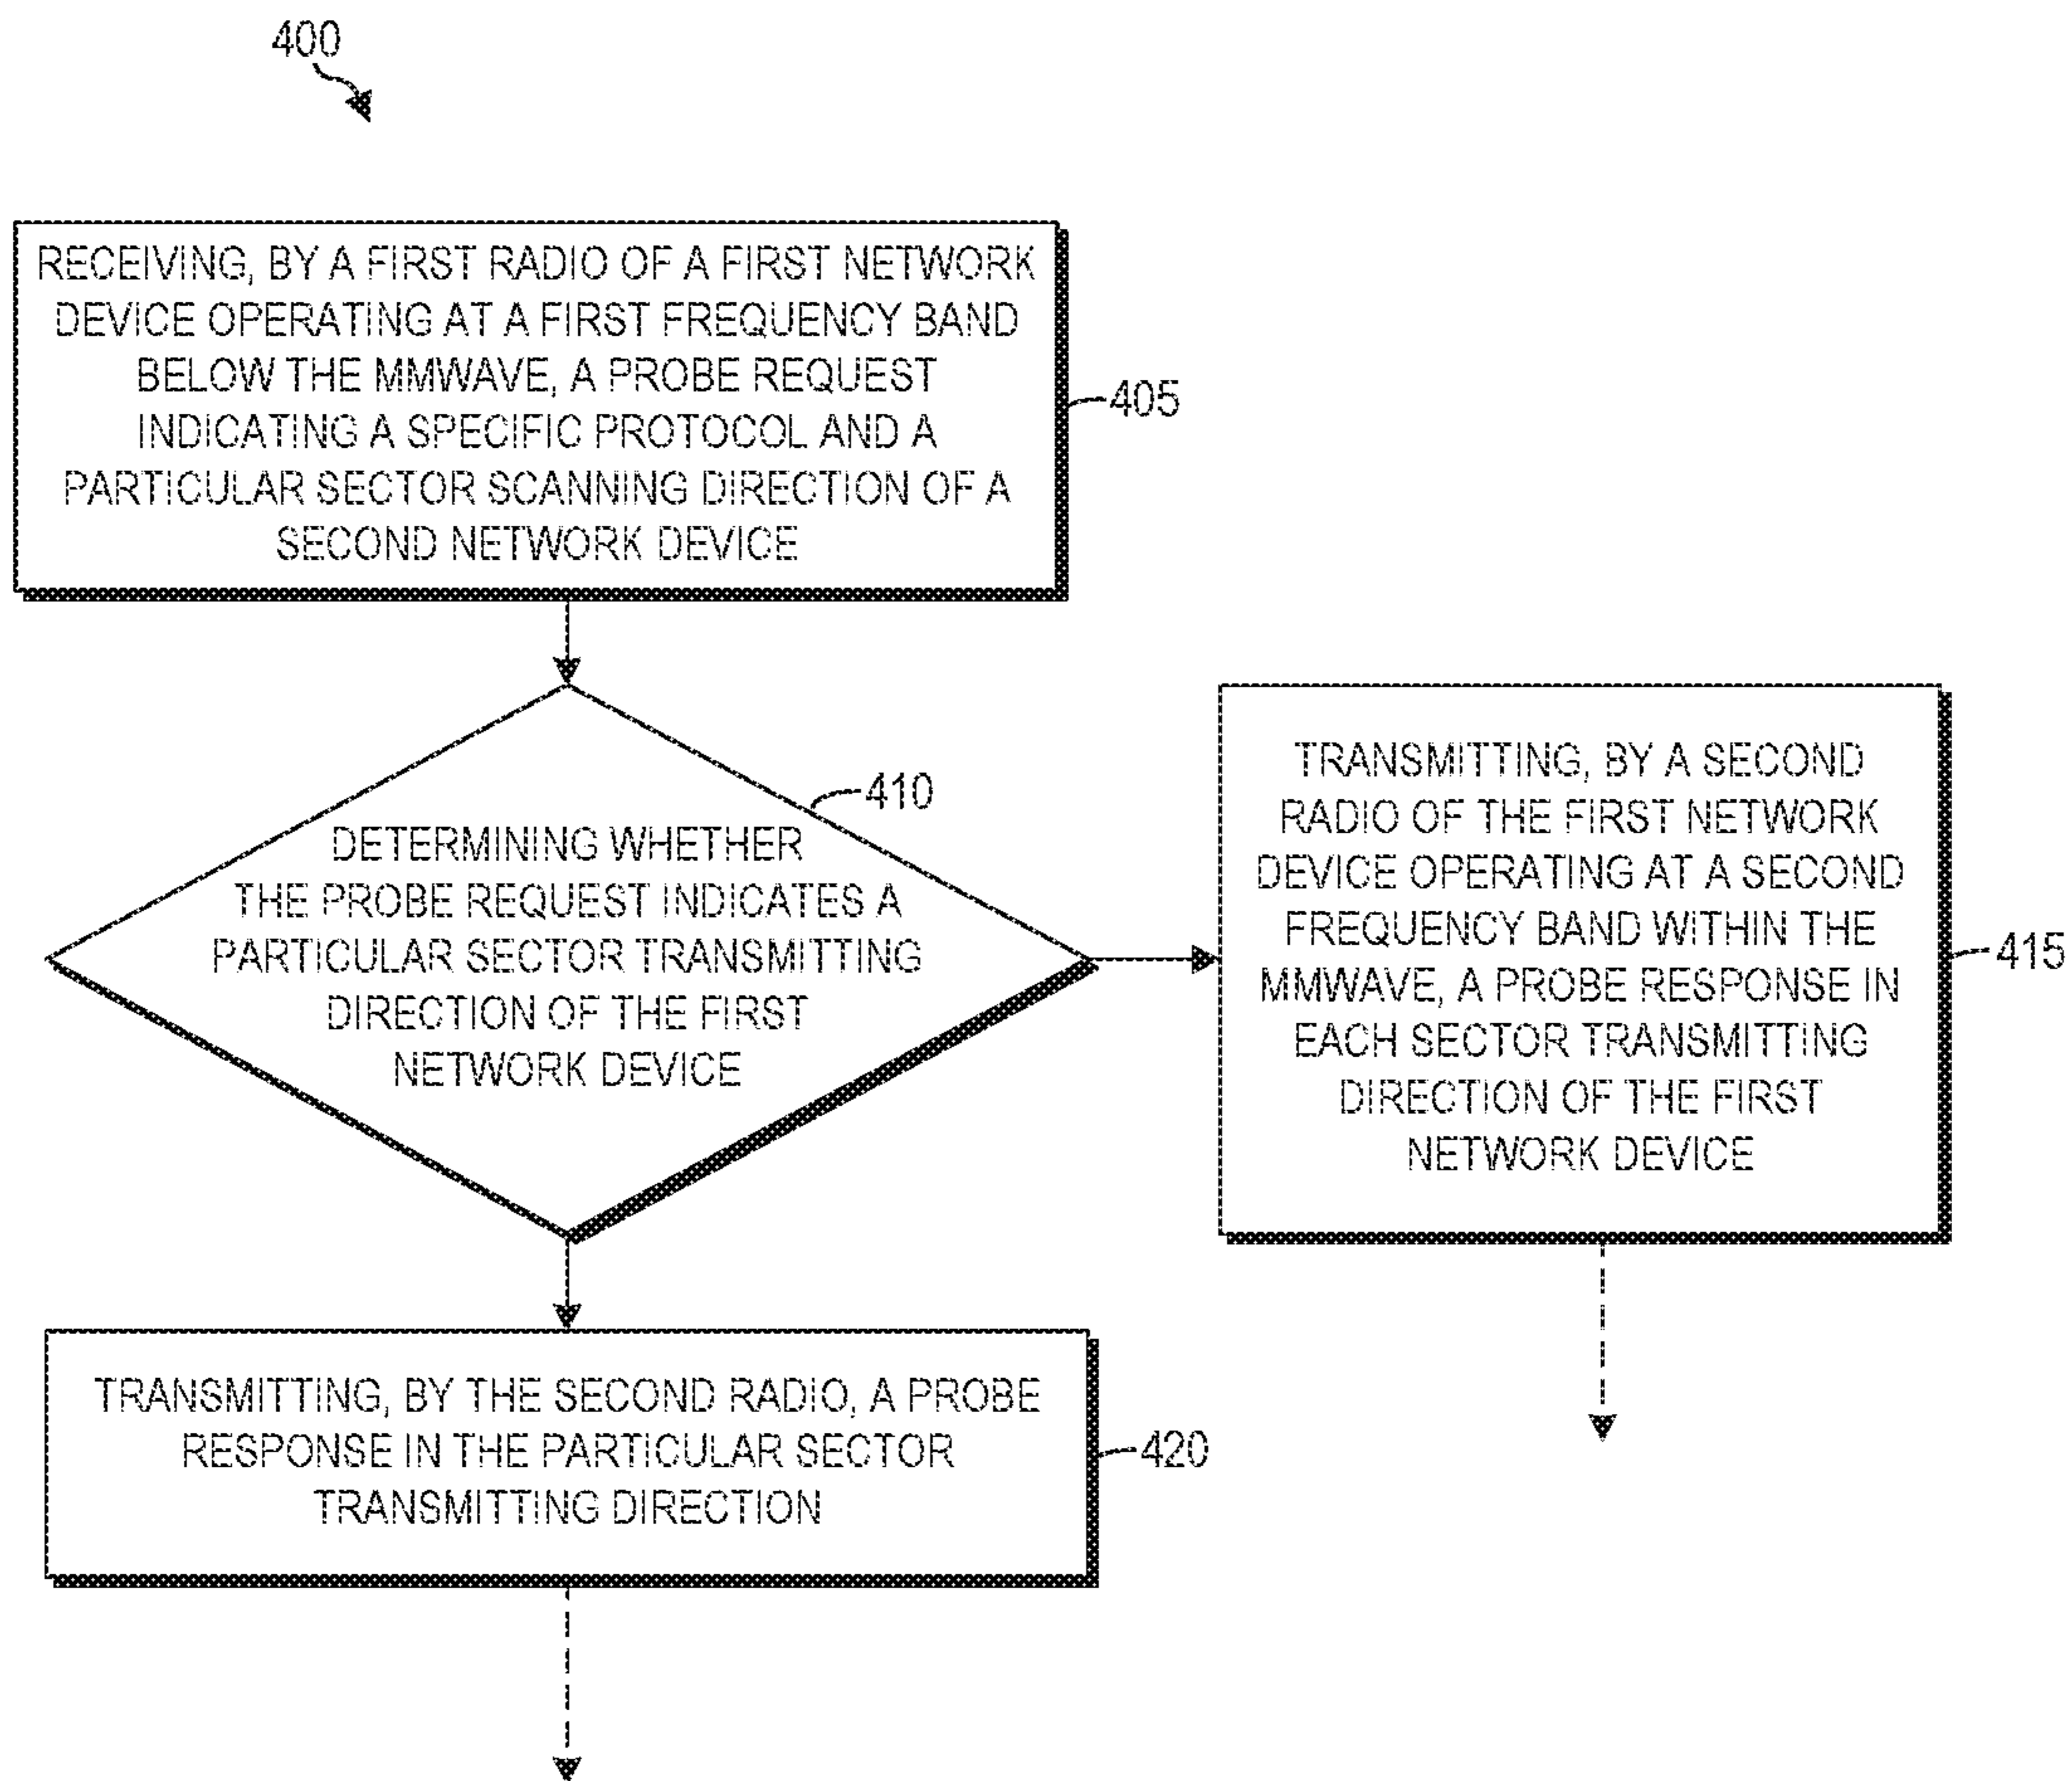 400
RECEIVING, BY A FIRST RADIO OF A FIRST NETWORK
DEVICE OPERATING AT A FIRST FREQUENCY BAND
BELOW THE MMWAVE, A PROBE REQUEST
INDICATING A SPECIFIC PROTOCOL AND A
PARTICULAR SECTOR SCANNING DIRECTION OF A
SECOND NETWORK DEVICE
405
410
DETERMINING WHETHER
THE PROBE REQUEST INDICATES A
PARTICULAR SECTOR TRANSMITTING
DIRECTION OF THE FIRST
NETWORK DEVICE
TRANSMITTING, BY A SECOND
RADIO OF THE FIRST NETWORK
DEVICE OPERATING AT A SECOND
FREQUENCY BAND WITHIN THE
MMWAVE, A PROBE RESPONSE IN
EACH SECTOR TRANSMITTING
DIRECTION OF THE FIRST
NETWORK DEVICE
415
TRANSMITTING, BY THE SECOND RADIO, A PROBE
RESPONSE IN THE PARTICULAR SECTOR
TRANSMITTING DIRECTION
420